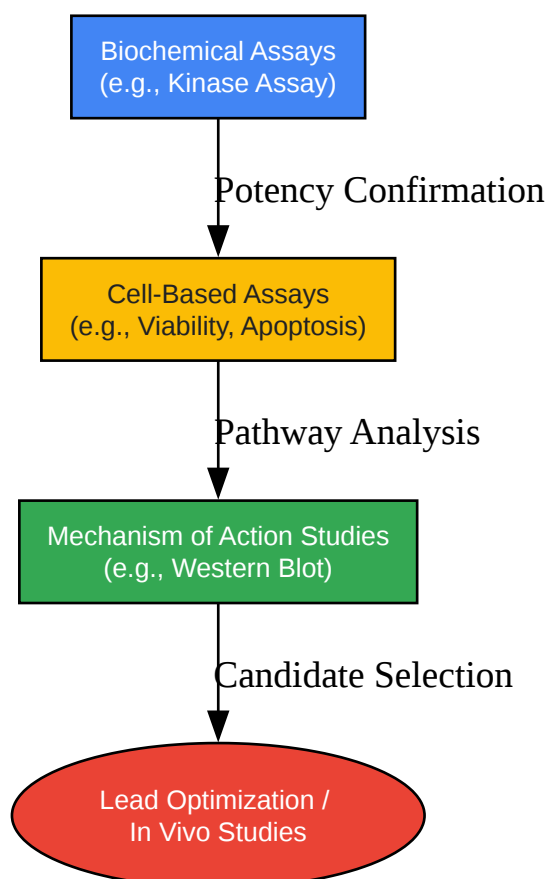 Biochemical Assays
(e.g., Kinase Assay)
Potency Confirmation
Cell-Based Assays
(e.g., Viability, Apoptosis)
Pathway Analysis
Mechanism of Action Studies
(e.g., Western Blot)
Candidate Selection
Lead Optimization /
In Vivo Studies